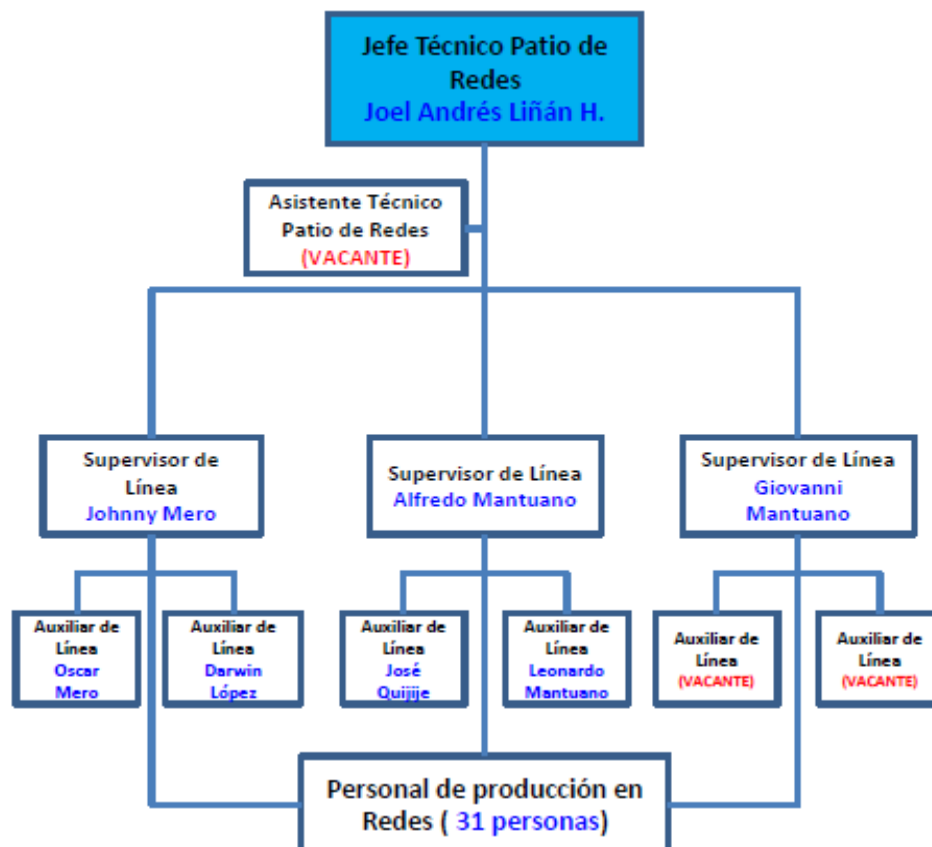 Jefe Técnico Patio de
Redes
Joel Andrés Liñán H.
Asistente Técnico
Patio de Redes
(VACANTE)
Supervisor de
Línea
Johnny Mero
Supervisor de Línea
Alfredo Mantuano
Supervisor de Línea
Giovanni
Mantuano
Auxiliar de
Línea
Oscar
Mero
Auxiliar de
Línea
Darwin
López
Auxiliar de
Línea
José
Quijije
Auxiliar de
Línea
Leonardo
Mantuano
Auxiliar de
Línea
(VACANTE)
Auxiliar de
Línea
(VACANTE)
Personal de producción en
Redes ( 31 personas)